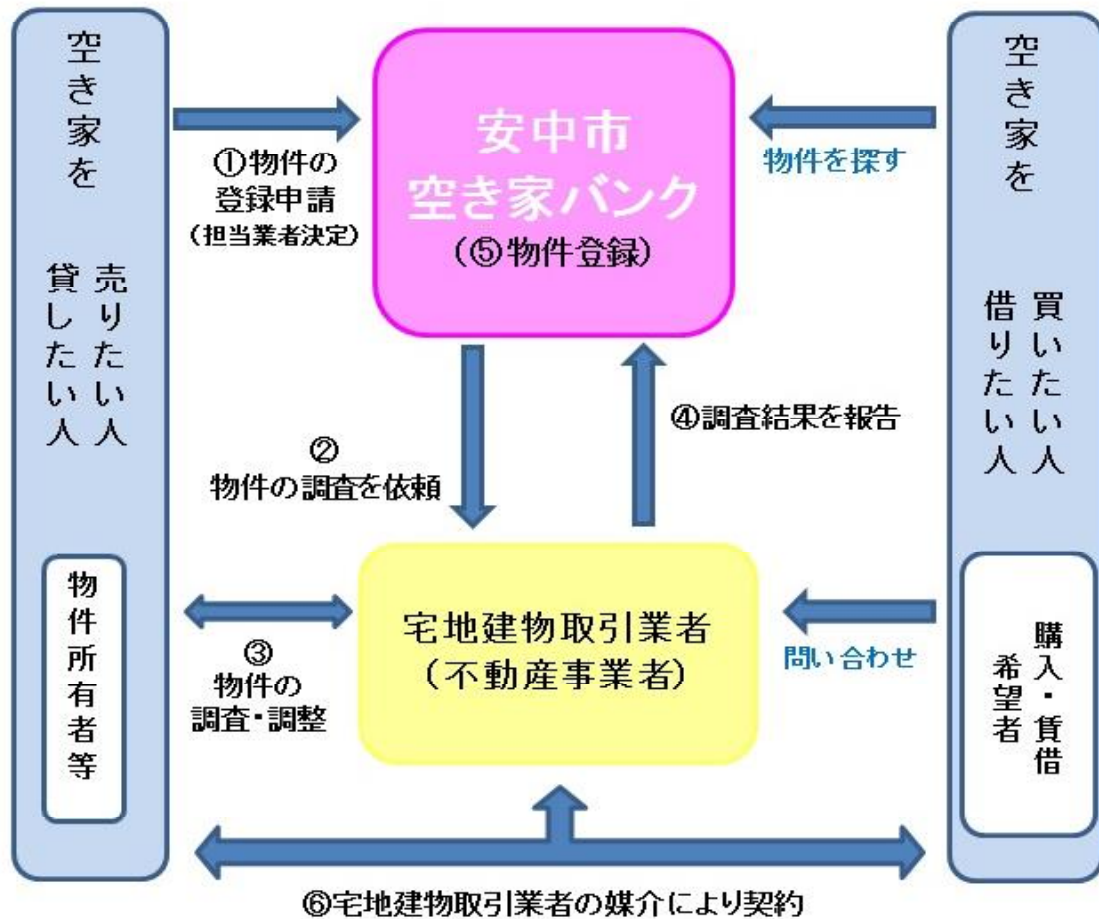 空き家を
売りたい人
貸したい人
物件所有者等
①物件の
登録申請
（担当業者決定）
安中市
空き家バンク
（⑤物件登録）
物件を探す
②
物件の調査を依頼
④調査結果を報告
③
物件の
調査・調整
宅地建物取引業者
（不動産事業者）
問い合わせ
空き家を
買いたい人
借りたい人
購入・賃借
希望者
⑥宅地建物取引業者の媒介により契約